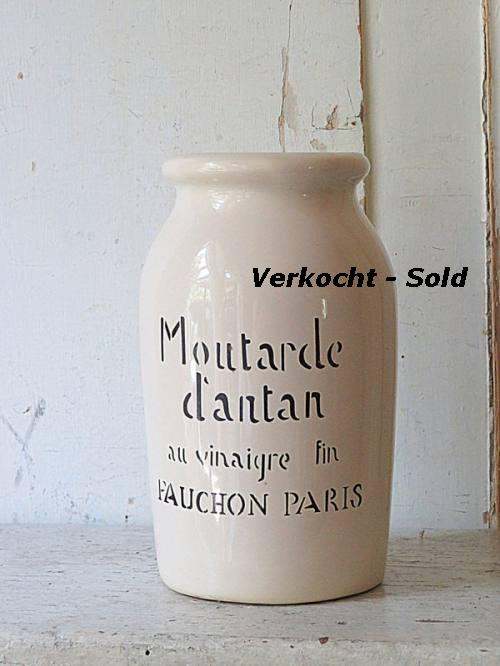 Verkocht - Sold
Moutarde
d'antan
au vinaigre fin
FAUCHON PARIS